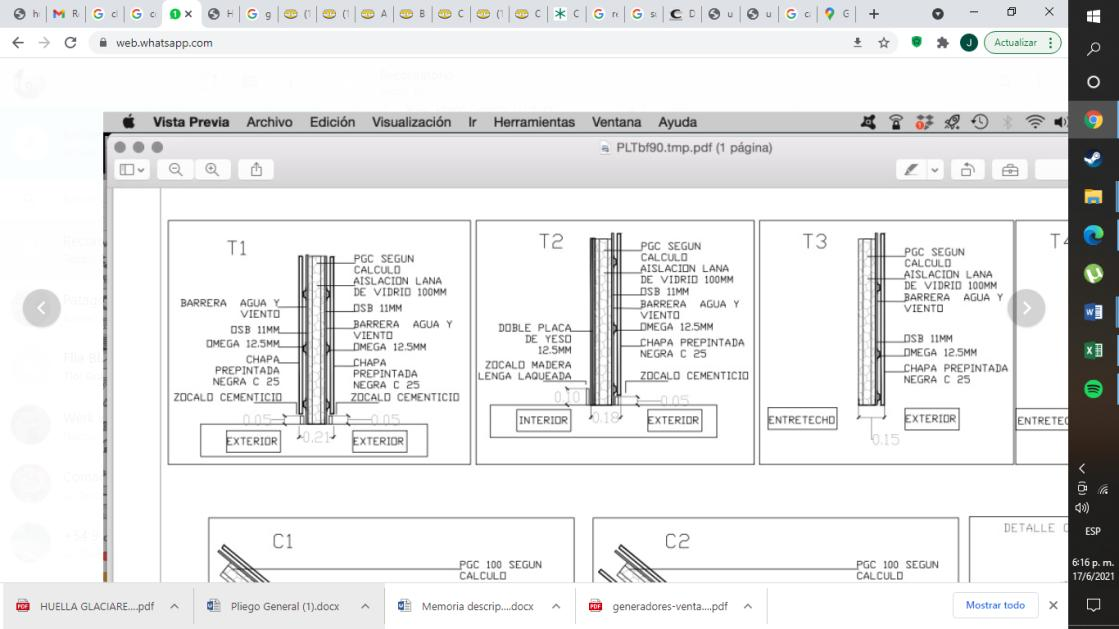 web.whatsapp.com
Actualizar
Vista Previa Archivo Edición Visualización Ir Herramientas Ventana Ayuda
PLTbf90.tmp.pdf (1 página)
T1
PGC SEGUN
CALCULO
AISLACION LANA
DE VIDRIO 100MM
BARRERA AGUA Y
VIENTO
OSB 11MM
OMEGA 12.5MM
CHAPA
PREPINTADA
NEGRA C 25
ZOCALO CEMENTICIO
OSB 11MM
BARRERA AGUA Y
VIENTO
OMEGA 12.5MM
CHAPA
PREPINTADA
NEGRA C 25
ZOCALO CEMENTICIO
0.05
0.05
EXTERIOR
0.21
EXTERIOR
T2
PGC SEGUN
CALCULO
AISLACION LANA
DE VIDRIO 100MM
OSB 11MM
BARRERA AGUA Y
VIENTO
OMEGA 12.5MM
CHAPA PREPINTADA
NEGRA C 25
ZOCALO CEMENTICIO
DOBLE PLACA
DE YESO
12.5MM
ZOCALO MADERA
LENGA LAQUEADA
0.10
0.05
INTERIOR
0.18
EXTERIOR
T3
PGC SEGUN
CALCULO
AISLACION LANA
DE VIDRIO 100MM
BARRERA AGUA Y
VIENTO
OSB 11MM
OMEGA 12.5MM
CHAPA PREPINTADA
NEGRA C 25
ENTRETECHO
EXTERIOR
0.15
T4
ENTRETEC
C1
PGC 100 SEGUN
CALCULO
C2
PGC 100 SEGUN
CALCULO
DETALLE C
HUELLA GLACIARE....pdf
Pliego General (1).docx
Memoria descrip....docx
generadores-venta....pdf
Mostrar todo
ESP
6:16 p. m.
17/6/2021